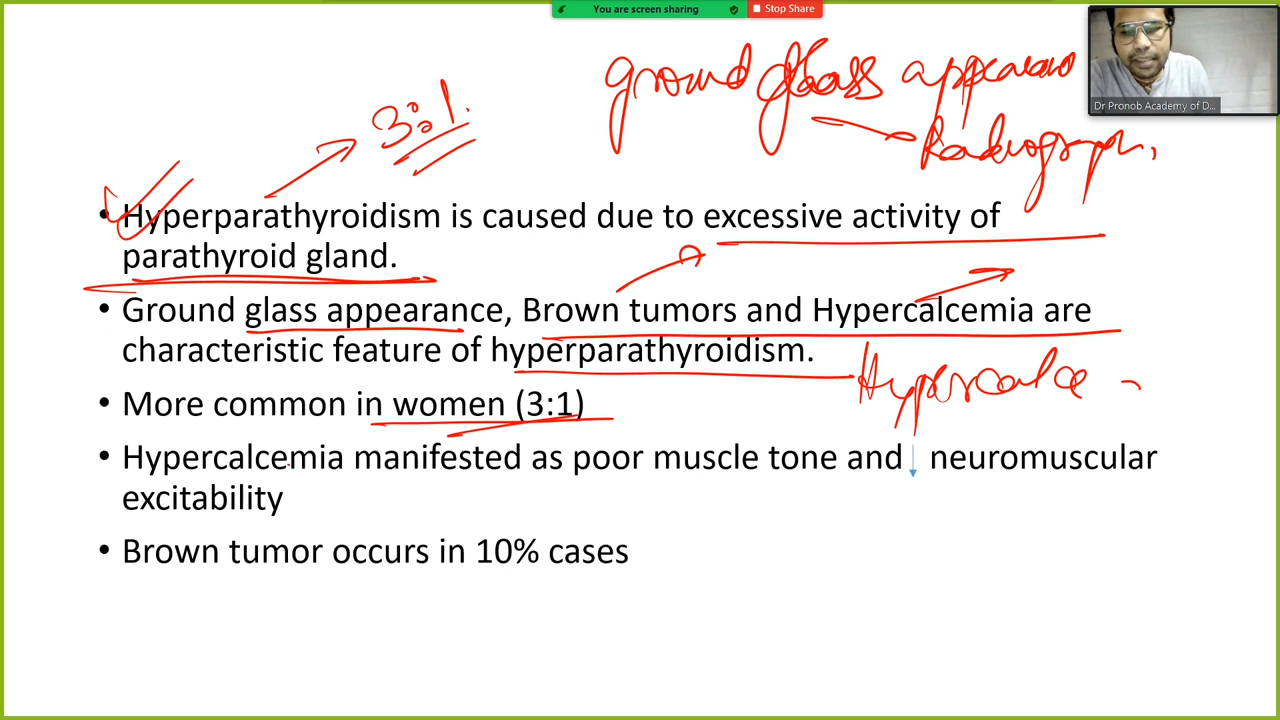 You are screen sharing Stop Share
ground glass appearan
Dr Pronob Academy of D...
3:1
Radiograph,
• Hyperparathyroidism is caused due to excessive activity of
parathyroid gland.
• Ground glass appearance, Brown tumors and Hypercalcemia are
characteristic feature of hyperparathyroidism.
Hypercalce
• More common in women (3:1)
• Hypercalcemia manifested as poor muscle tone and ↓ neuromuscular
excitability
• Brown tumor occurs in 10% cases